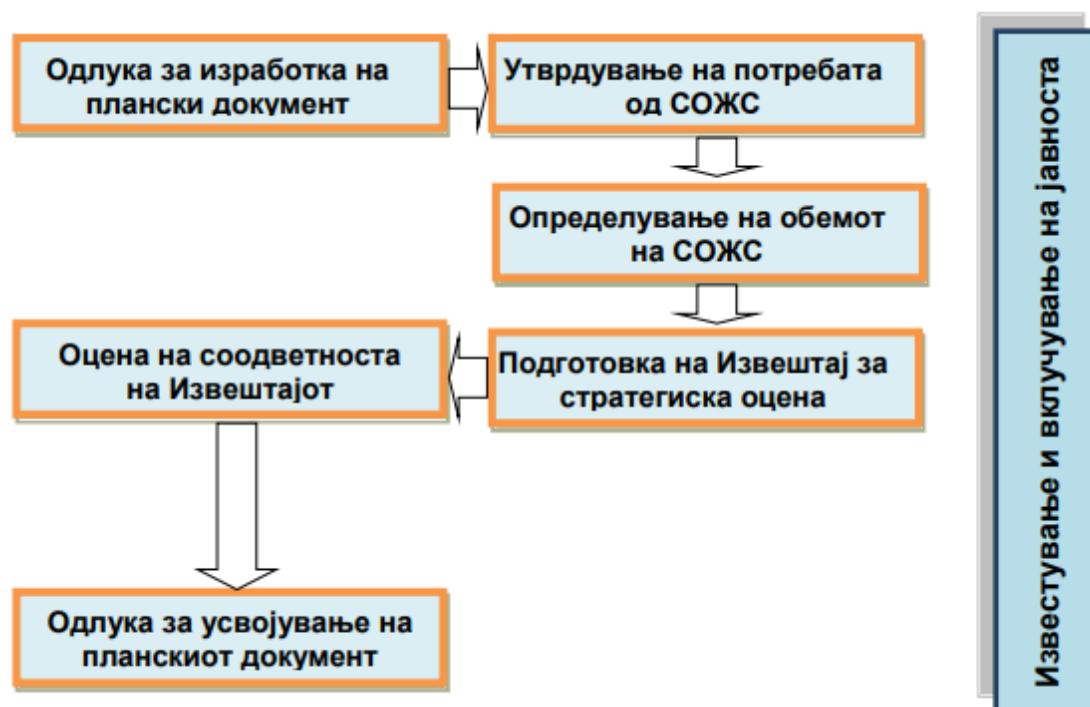 Одлука за изработка на
плански документ
Утврдување на потребата
од СОЖС
Определување на обемот
на СОЖС
Подготовка на Извештај за
стратегиска оцена
Оцена на соодветноста
на Извештајот
Одлука за усвојување на
планскиот документ
Известување и вклучување на јавноста